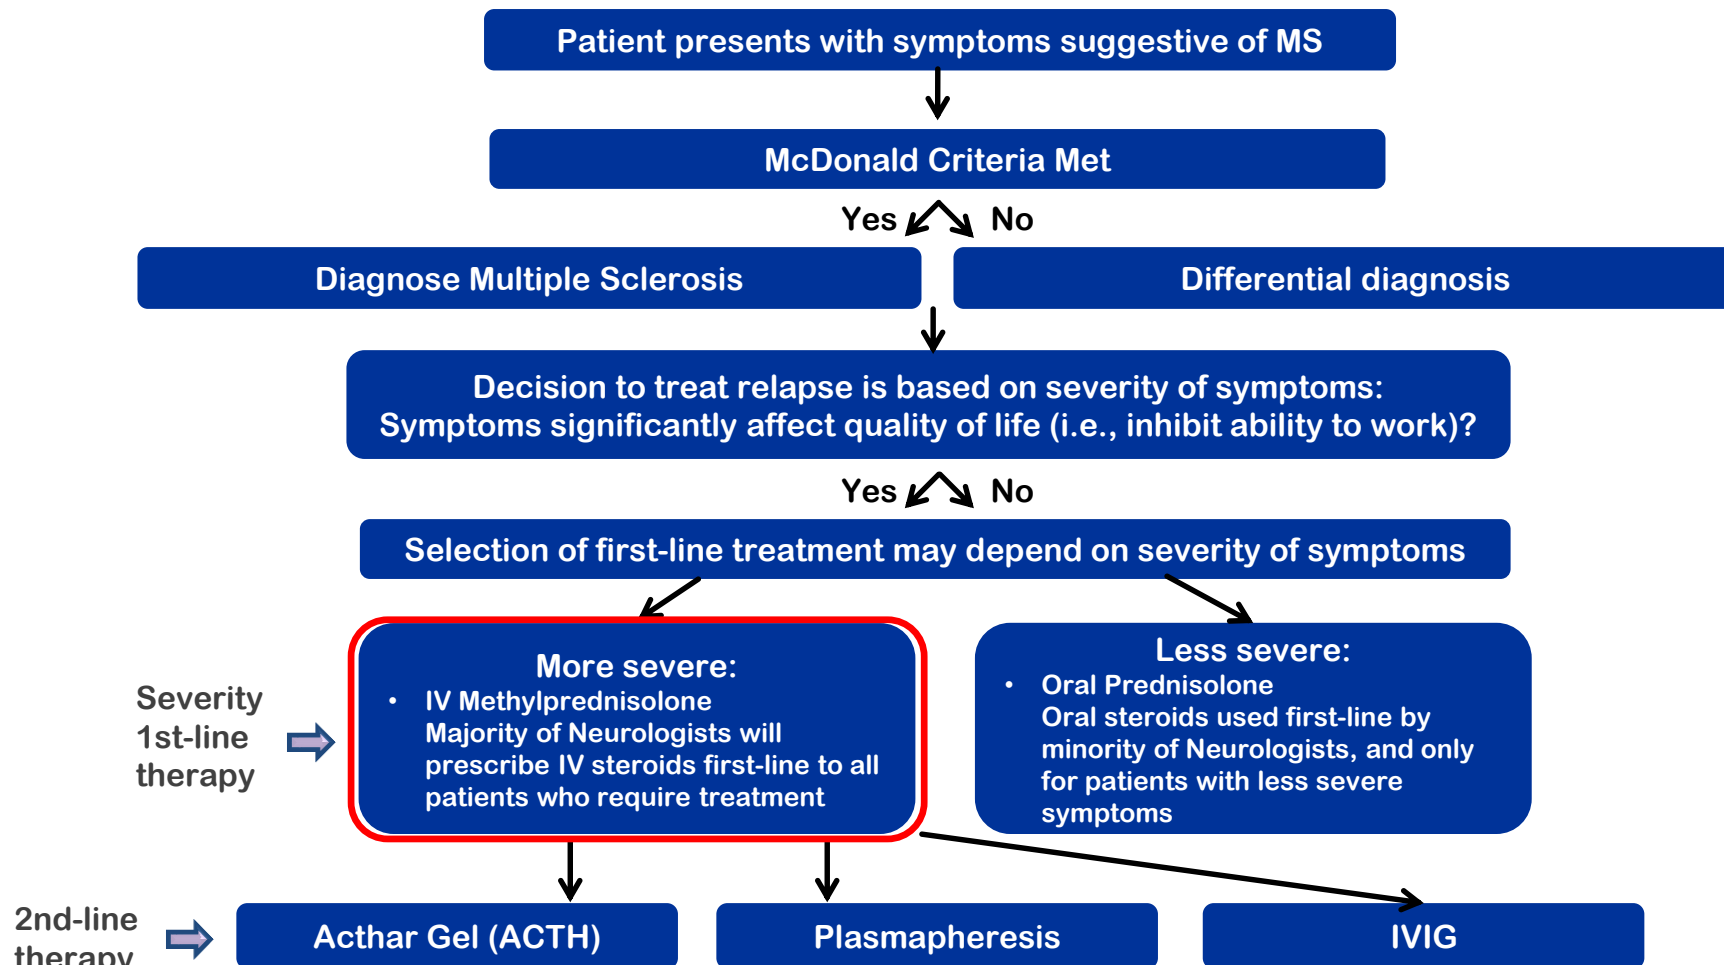 Patient presents with symptoms suggestive of MS
McDonald Criteria Met
Yes No
Diagnose Multiple Sclerosis
Differential diagnosis
Decision to treat relapse is based on severity of symptoms:
Symptoms significantly affect quality of life (i.e., inhibit ability to work)?
Yes No
Selection of first-line treatment may depend on severity of symptoms
Severity
1st-line
therapy
More severe:
• IV Methylprednisolone
Majority of Neurologists will
prescribe IV steroids first-line to all
patients who require treatment
Less severe:
• Oral Prednisolone
Oral steroids used first-line by
minority of Neurologists, and only
for patients with less severe
symptoms
2nd-line
therapy
Acthar Gel (ACTH)
Plasmapheresis
IVIG